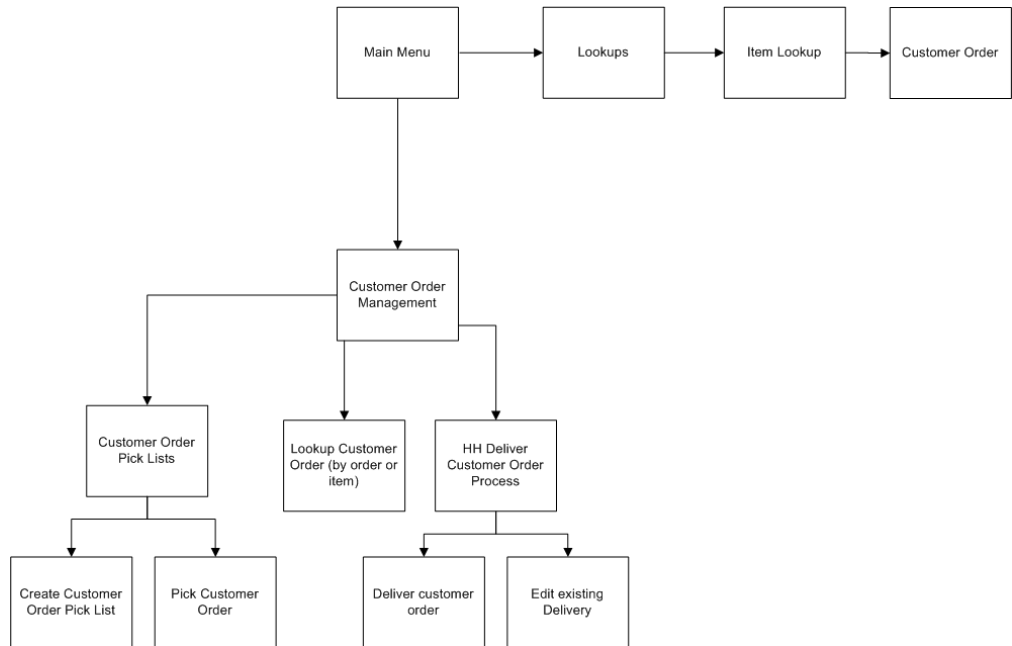 Main Menu
Lookups
Item Lookup
Customer Order
Customer Order
Management
Customer Order
Pick Lists
Lookup Customer
Order (by order or
item)
HH Deliver
Customer Order
Process
Create Customer
Order Pick List
Pick Customer
Order
Deliver customer
order
Edit existing
Delivery